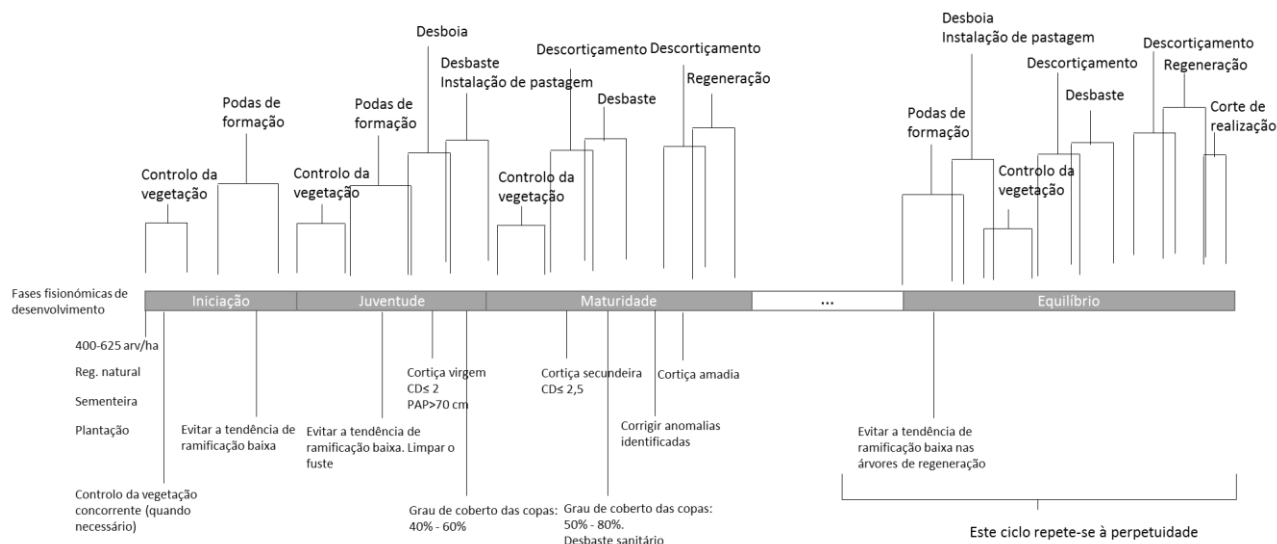 Desboia
Desbaste
Instalação de pastagem
Podas de
formação
Podas de
formação
Controlo da
vegetação
Controlo da
vegetação
Descortiçamento
Desbaste
Controlo da
vegetação
Descortiçamento
Regeneração
Desboia
Instalação de pastagem
Podas de
formação
Descortiçamento
Desbaste
Controlo da
vegetação
Descortiçamento
Regeneração
Corte de
realização
Fases fisionómicas de
desenvolvimento
Iniciação
Juventude
Maturidade
...
Equilíbrio
400-625 arv/ha
Reg. natural
Sementeira
Plantação
Controlo da vegetação
concorrente (quando
necessário)
Evitar a tendência de
ramificação baixa
Evitar a tendência de
ramificação baixa. Limpar o
fuste
Cortiça virgem
CD≤ 2
PAP>70 cm
Grau de coberto das copas:
40% - 60%
Cortiça secundeira
CD≤ 2,5
Grau de coberto das copas:
50% - 80%.
Desbaste sanitário
Corrigir anomalias
identificadas
Cortiça amadia
Evitar a tendência de
ramificação baixa nas
árvores de regeneração
Este ciclo repete-se à perpetuidade